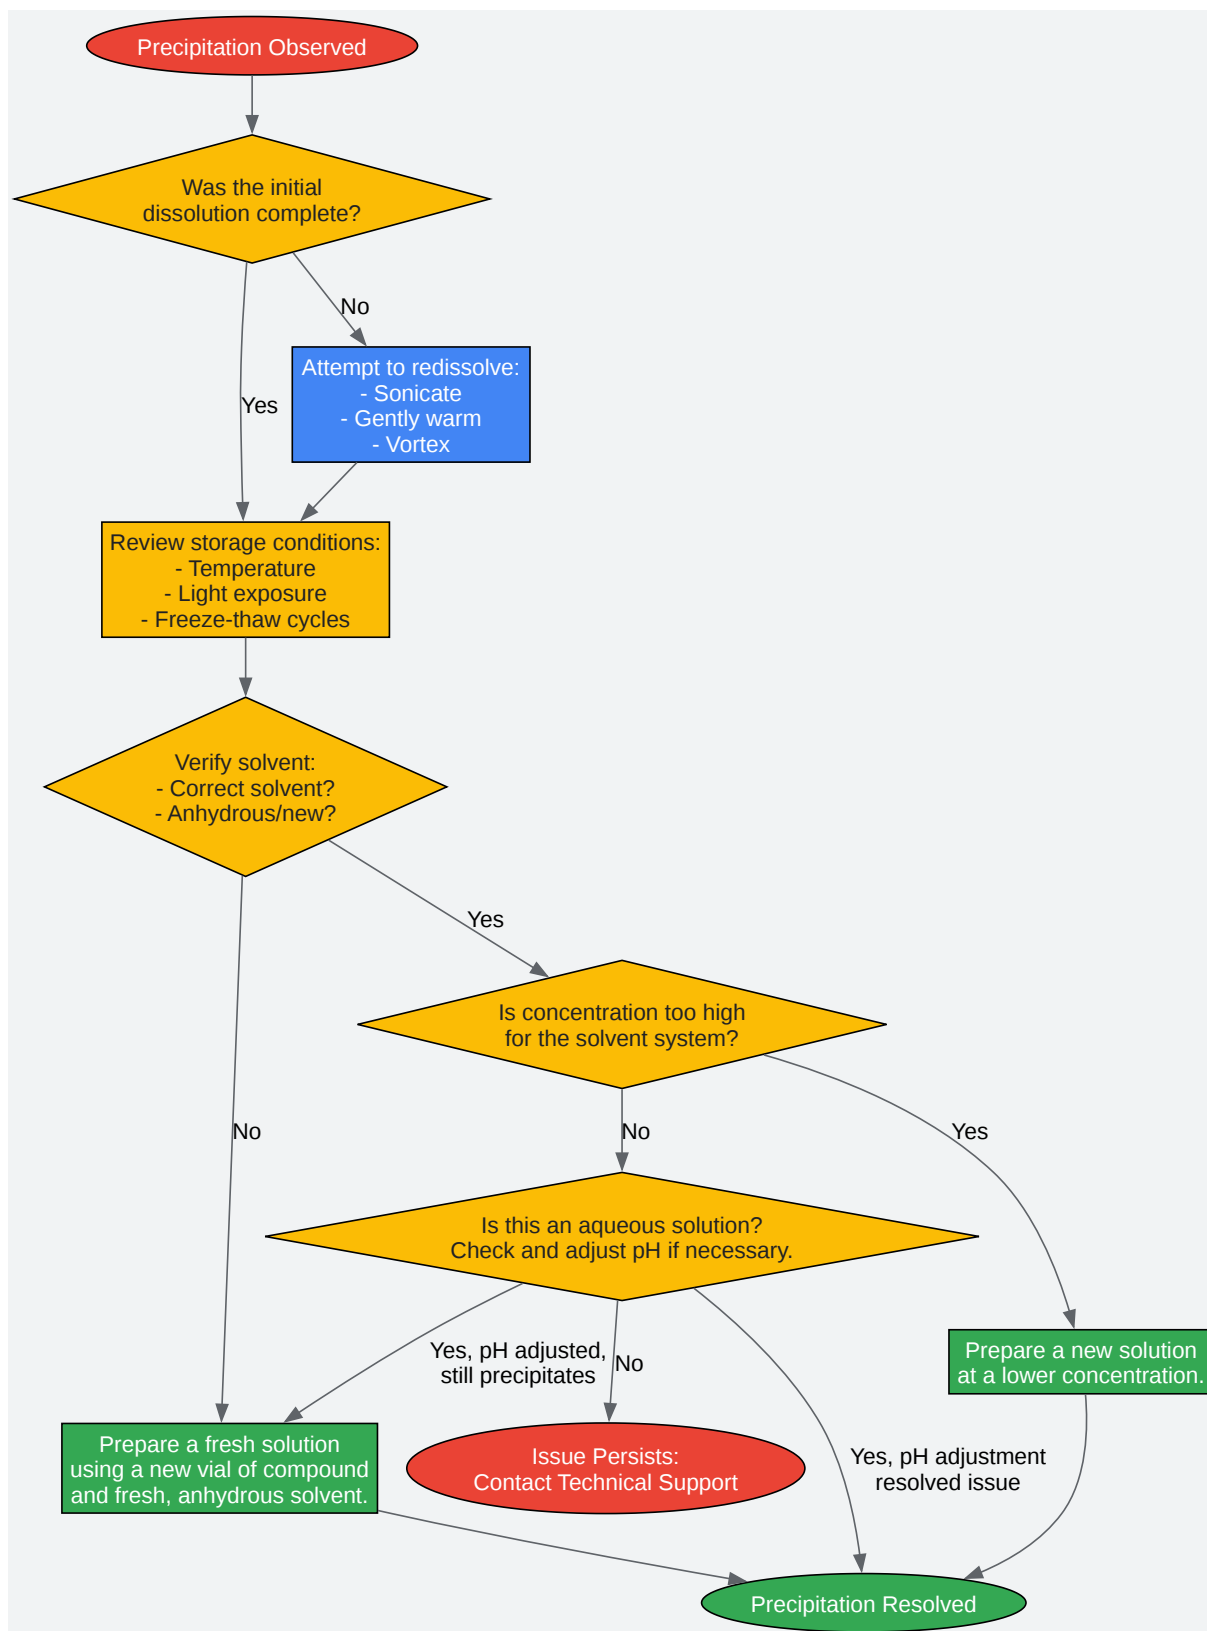 Precipitation Observed
Was the initial
dissolution complete?
No
Attempt to redissolve:
- Sonicate
- Gently warm
- Vortex
Yes
Review storage conditions:
- Temperature
- Light exposure
- Freeze-thaw cycles
Verify solvent:
- Correct solvent?
- Anhydrous/new?
Yes
Is concentration too high
for the solvent system?
No
No
Yes
Is this an aqueous solution?
Check and adjust pH if necessary.
Yes, pH adjusted,
still precipitates
No
Prepare a new solution
at a lower concentration.
Prepare a fresh solution
using a new vial of compound
and fresh, anhydrous solvent.
Issue Persists:
Contact Technical Support
Yes, pH adjustment
resolved issue
Precipitation Resolved